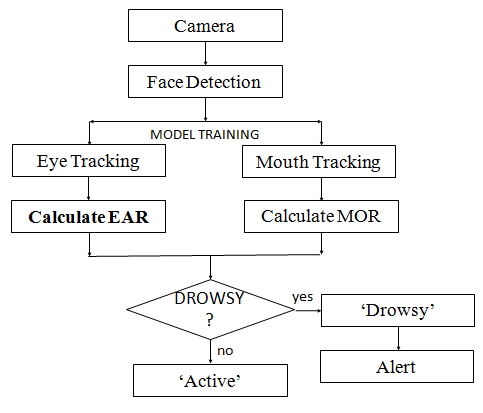 Camera
Face Detection
MODEL TRAINING
Eye Tracking
Mouth Tracking
Calculate EAR
Calculate MOR
DROWSY
?
yes
‘Drowsy’
no
Alert
‘Active’